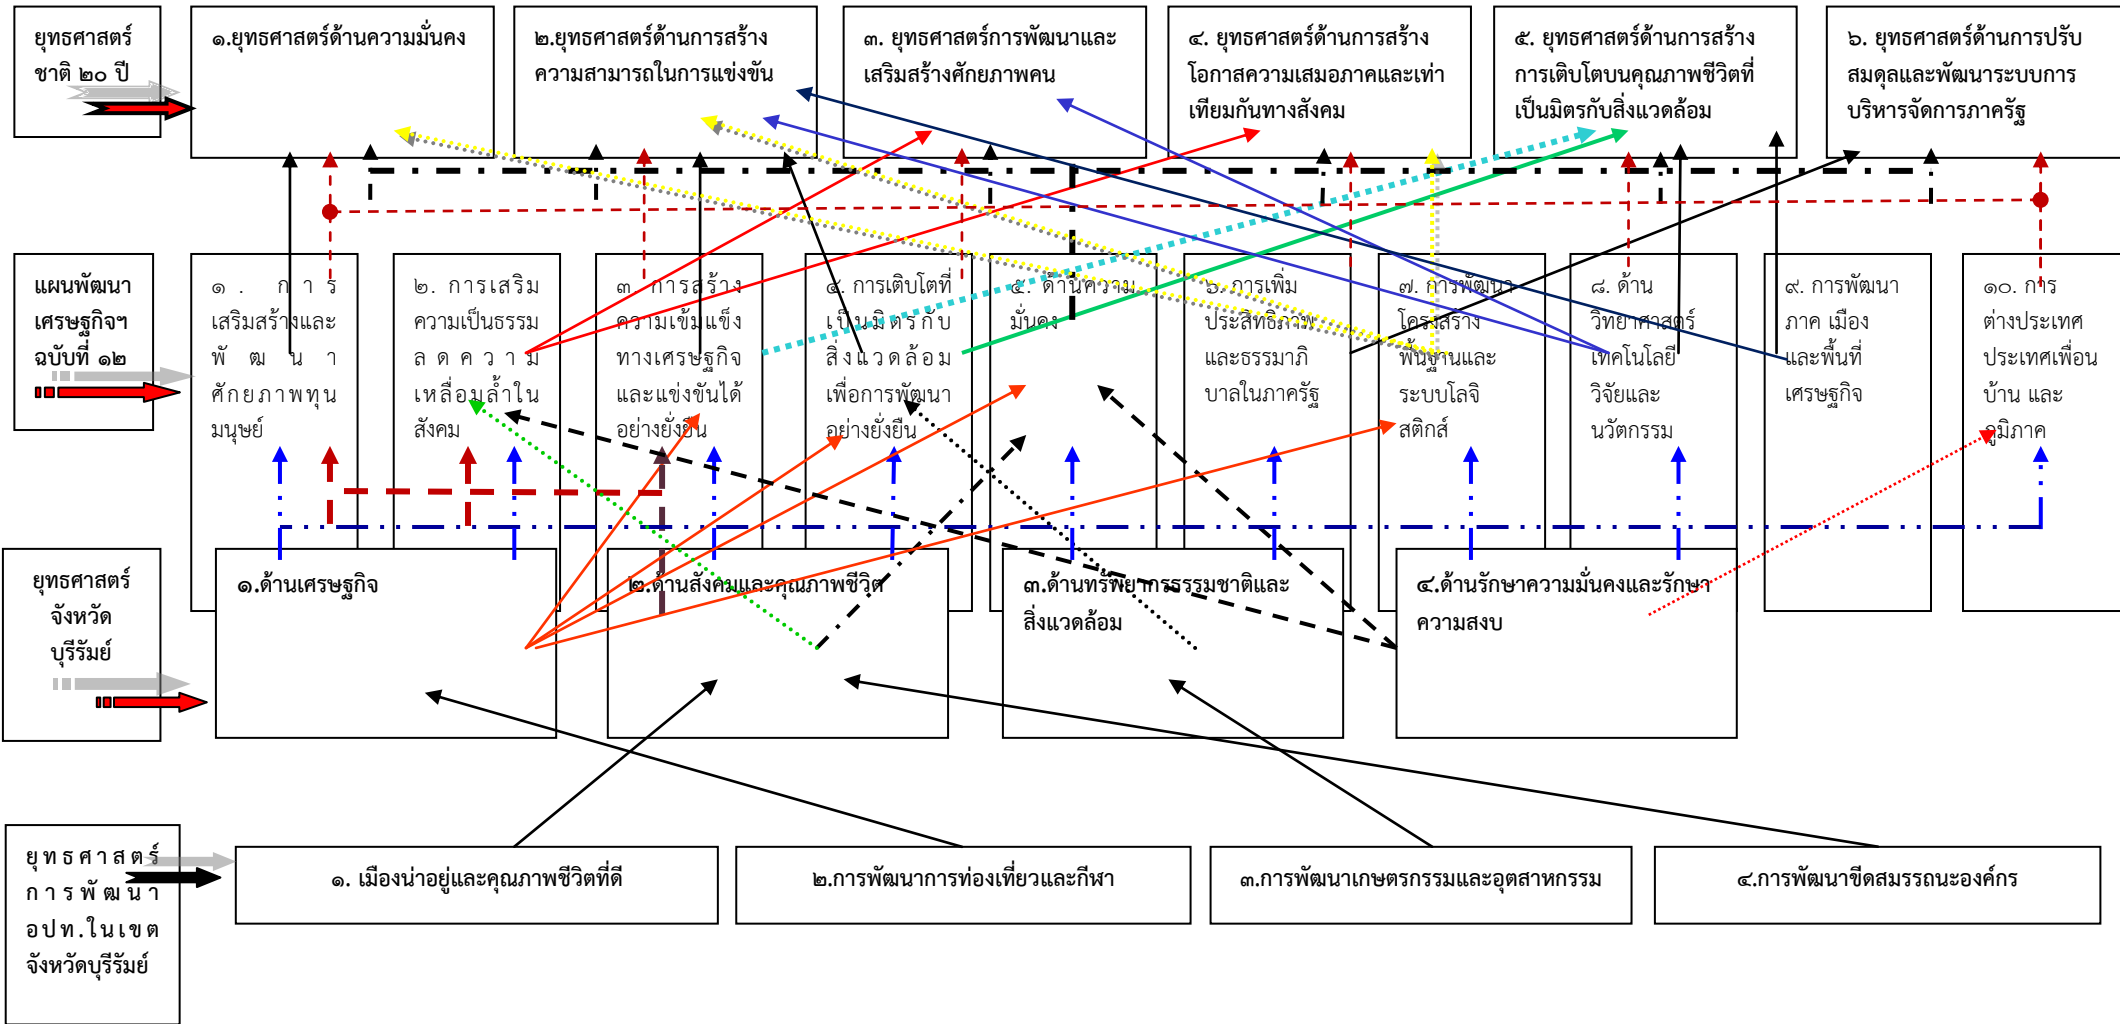 ยุทธศาสตร์
ชาติ ๒๐ ปี
๑.ยุทธศาสตร์ด้านความมั่นคง
๒.ยุทธศาสตร์ด้านการสร้าง
ความสามารถในการแข่งขัน
๓. ยุทธศาสตร์การพัฒนาและ
เสริมสร้างศักยภาพคน
๔. ยุทธศาสตร์ด้านการสร้าง
โอกาสความเสมอภาคและเท่า
เทียมกันทางสังคม
๕. ยุทธศาสตร์ด้านการสร้าง
การเติบโตบนคุณภาพชีวิตที่
เป็นมิตรกับสิ่งแวดล้อม
๖. ยุทธศาสตร์ด้านการปรับ
สมดุลและพัฒนาระบบการ
บริหารจัดการภาครัฐ
แผนพัฒนา
เศรษฐกิจฯ
ฉบับที่ ๑๒
๑. การ
เสริมสร้างและ
พัฒนา
ศักยภาพทุน
มนุษย์
๒. การเสริม
ความเป็นธรรม
ลดความ
เหลื่อมล้ำใน
สังคม
๓. การสร้าง
ความเข้มแข็ง
ทางเศรษฐกิจ
และแข่งขันได้
อย่างยั่งยืน
๔. การเติบโตที่
เป็นมิตรกับ
สิ่งแวดล้อม
เพื่อการพัฒนา
อย่างยั่งยืน
๕. ด้านความ
มั่นคง
๖. การเพิ่ม
ประสิทธิภาพ
และธรรมาภิ
บาลในภาครัฐ
๗. การพัฒนา
โครงสร้าง
พื้นฐานและ
ระบบโลจิ
สติกส์
๘. ด้าน
วิทยาศาสตร์
เทคโนโลยี
วิจัยและ
นวัตกรรม
๙. การพัฒนา
ภาค เมือง
และพื้นที่
เศรษฐกิจ
๑๐. การ
ต่างประเทศ
ประเทศเพื่อน
บ้าน และ
ภูมิภาค
ยุทธศาสตร์
จังหวัด
บุรีรัมย์
๑.ด้านเศรษฐกิจ
๒.ด้านสังคมและคุณภาพชีวิต
๓.ด้านทรัพยากรธรรมชาติและ
สิ่งแวดล้อม
๔.ด้านรักษาความมั่นคงและรักษา
ความสงบ
ยุทธศาสตร์
การพัฒนา
อปท.ในเขต
จังหวัดบุรีรัมย์
๑. เมืองน่าอยู่และคุณภาพชีวิตที่ดี
๒.การพัฒนาการท่องเที่ยวและกีฬา
๓.การพัฒนาเกษตรกรรมและอุตสาหกรรม
๔.การพัฒนาขีดสมรรถนะองค์กร